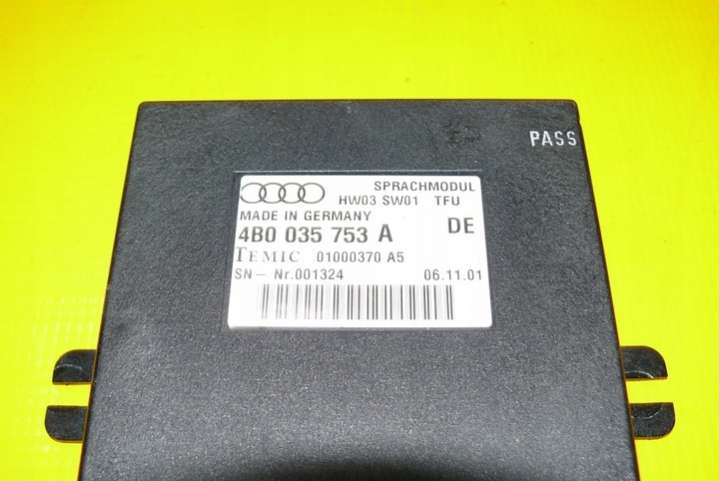 PASS
SPRACHMODUL
HW03 SW01 TFU
MADE IN GERMANY
4B0 035 753 A DE
TEMIC 01000370 A5
SN - Nr.001324 06.11.01